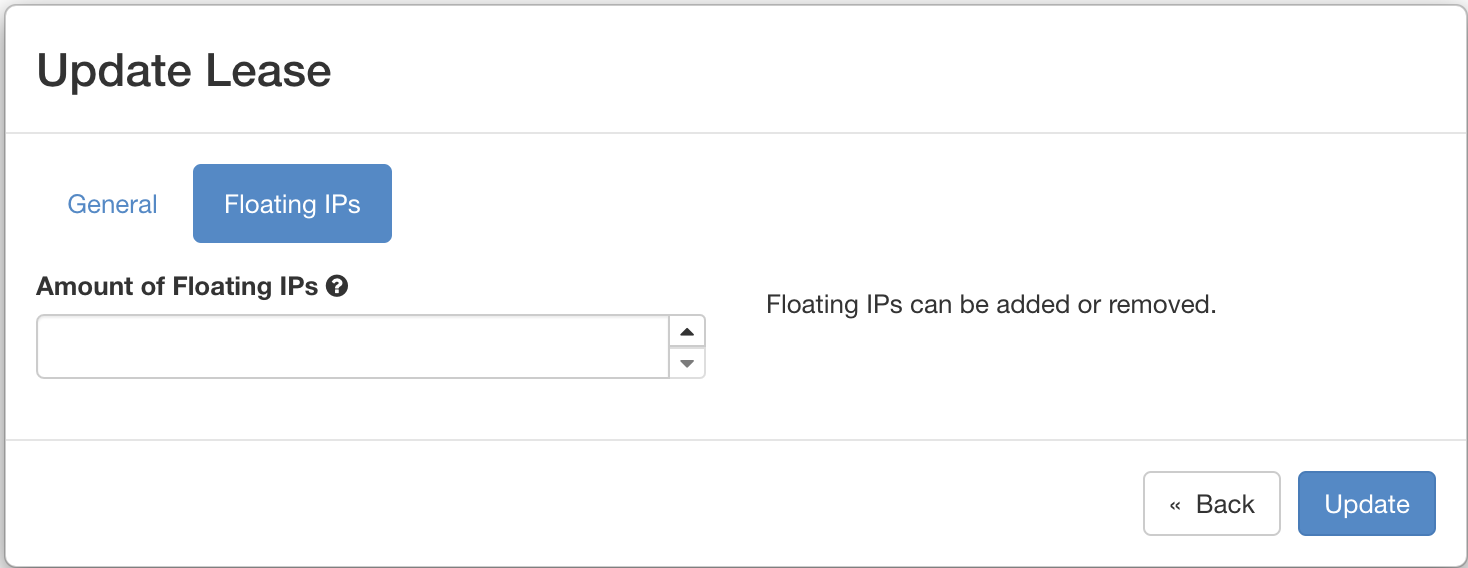 Update Lease
General
Floating IPs
Amount of Floating IPs ?
Floating IPs can be added or removed.
« Back
Update